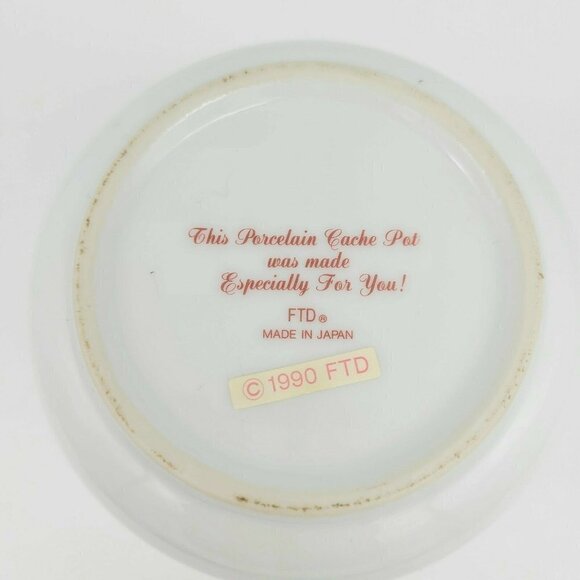 This Porcelain Cache Pot
was made
Especially For You!
FTD®
MADE IN JAPAN
© 1990 FTD